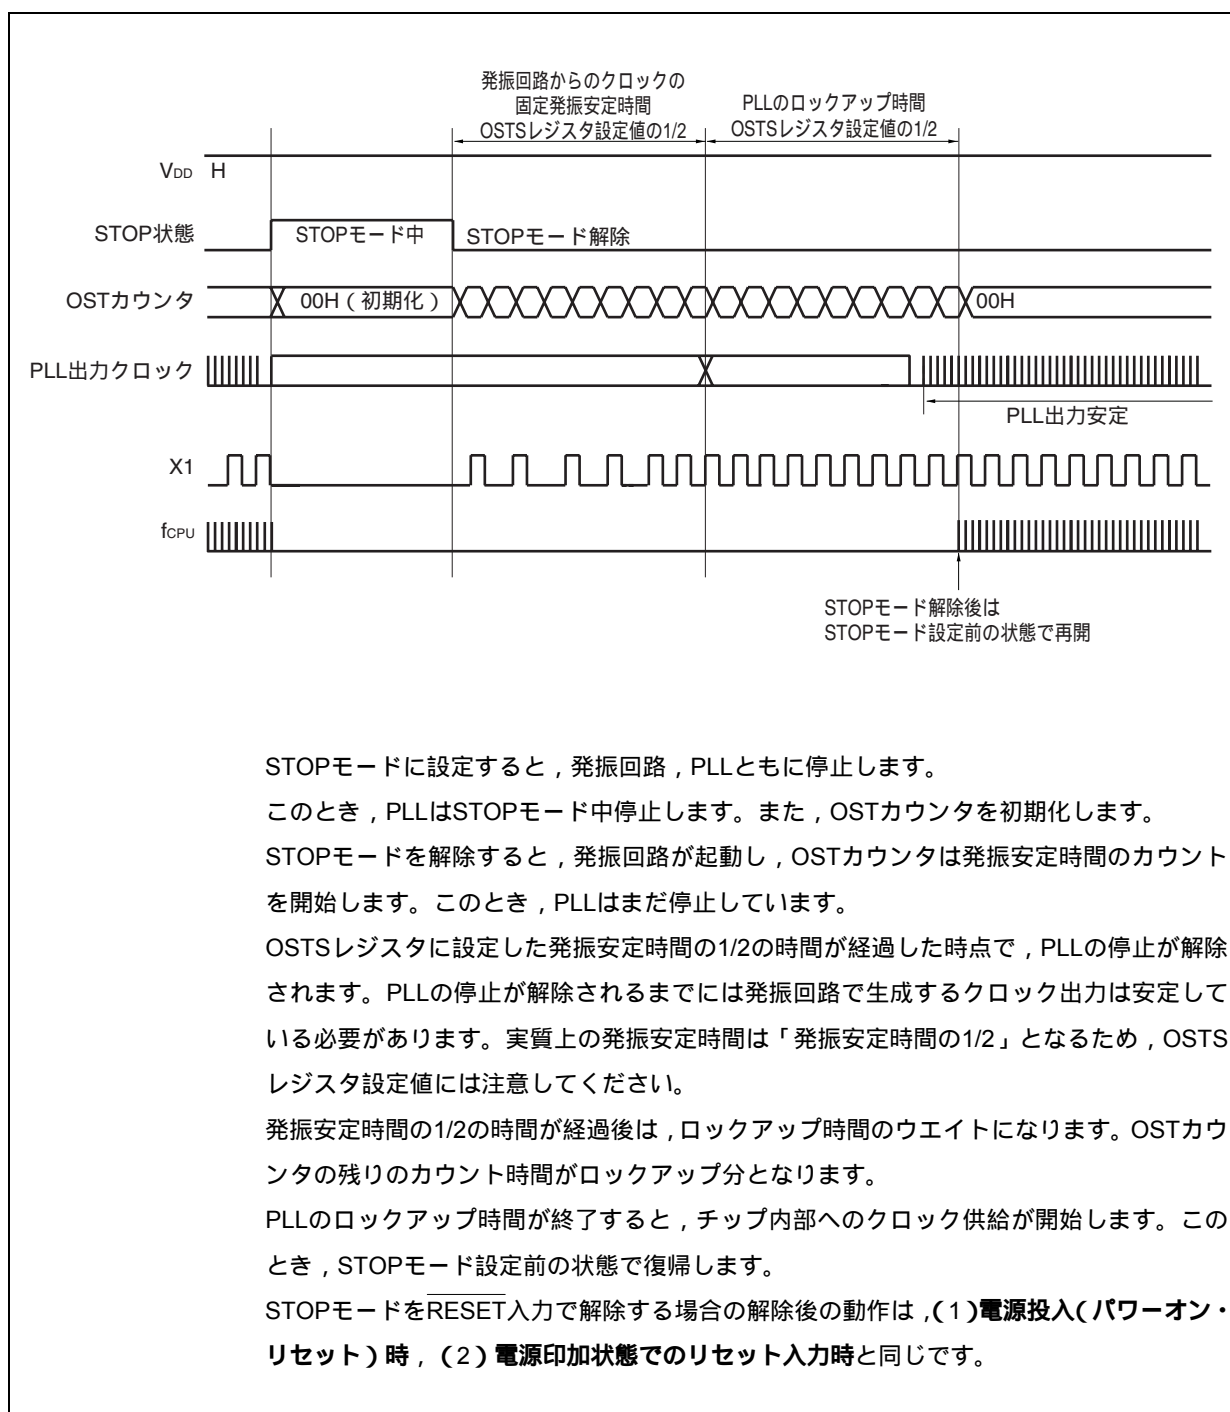 発振回路からのクロックの
固定発振安定時間
OSTSレジスタ設定値の1/2
PLLのロックアップ時間
OSTSレジスタ設定値の1/2
VDD H
STOP状態 STOPモード中 STOPモード解除
OSTカウンタ 00H（初期化） 00H
PLL出力クロック
PLL出力安定
X1
fCPU
STOPモード解除後は
STOPモード設定前の状態で再開
STOPモードに設定すると，発振回路，PLLともに停止します。
このとき，PLLはSTOPモード中停止します。また，OSTカウンタを初期化します。
STOPモードを解除すると，発振回路が起動し，OSTカウンタは発振安定時間のカウント
を開始します。このとき，PLLはまだ停止しています。
OSTSレジスタに設定した発振安定時間の1/2の時間が経過した時点で，PLLの停止が解除
されます。PLLの停止が解除されるまでには発振回路で生成するクロック出力は安定して
いる必要があります。実質上の発振安定時間は「発振安定時間の1/2」となるため，OSTS
レジスタ設定値には注意してください。
発振安定時間の1/2の時間が経過後は，ロックアップ時間のウエイトになります。OSTカウ
ンタの残りのカウント時間がロックアップ分となります。
PLLのロックアップ時間が終了すると，チップ内部へのクロック供給が開始します。この
とき，STOPモード設定前の状態で復帰します。
STOPモードをRESET入力で解除する場合の解除後の動作は，（1）電源投入（パワーオン・
リセット）時，（2）電源印加状態でのリセット入力時と同じです。